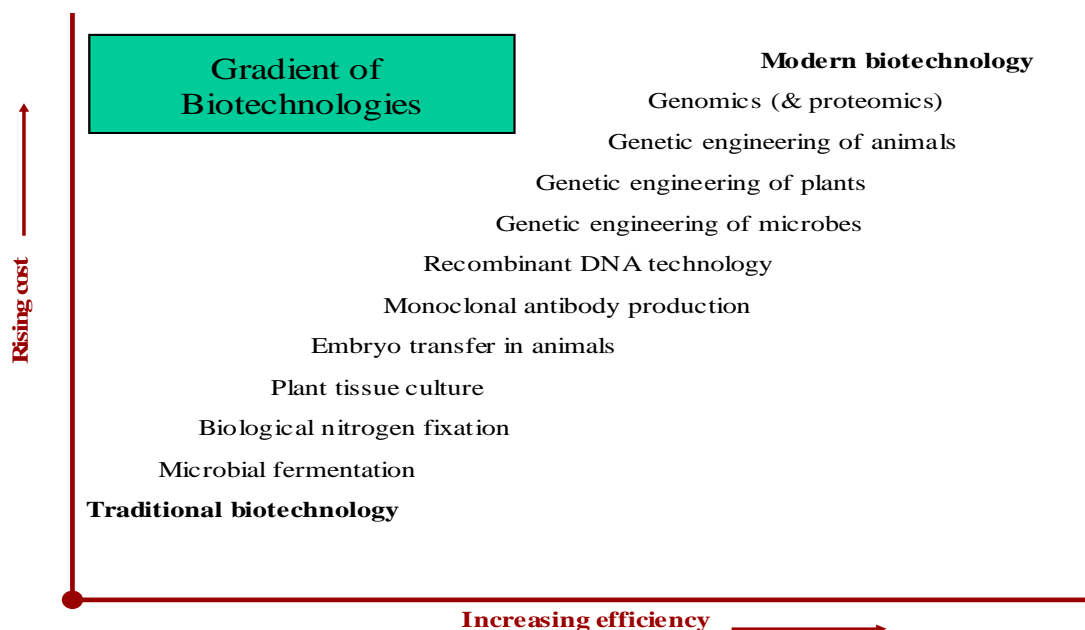 Gradient of
Biotechnologies
Modern biotechnology
Genomics (& proteomics)
Genetic engineering of animals
Genetic engineering of plants
Genetic engineering of microbes
Recombinant DNA technology
Monoclonal antibody production
Embryo transfer in animals
Plant tissue culture
Biological nitrogen fixation
Microbial fermentation
Traditional biotechnology
Rising cost
Increasing efficiency